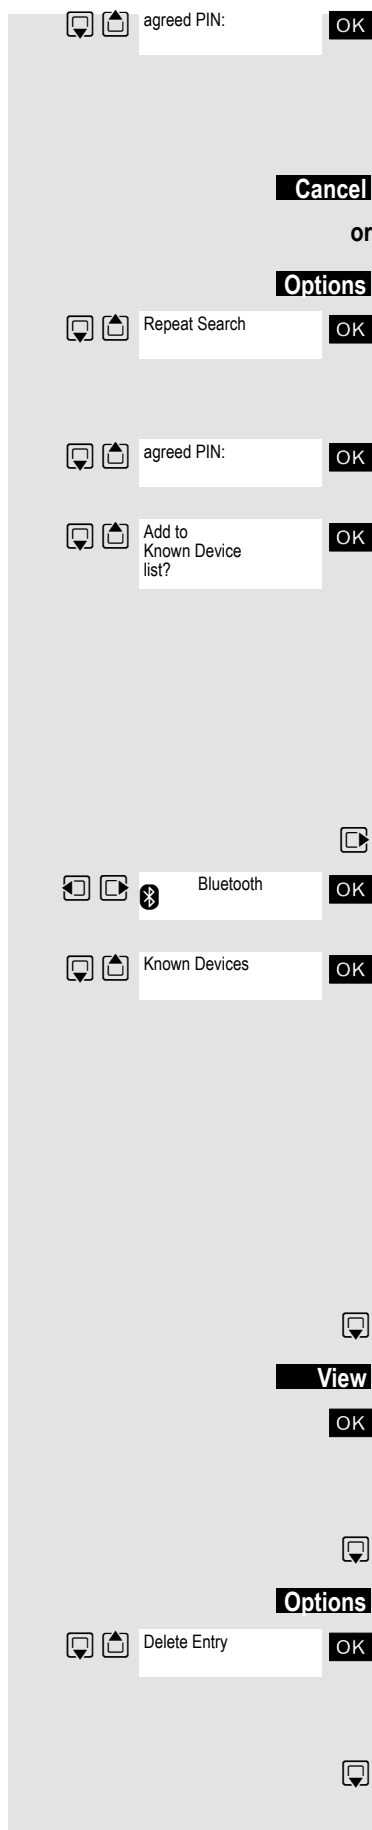 agreed PIN: OK
Cancel
or
Options
Repeat Search OK
agreed PIN: OK
Add to OK
Known Device
list?
Bluetooth OK
Known Devices OK
View
OK
Options
Delete Entry OK